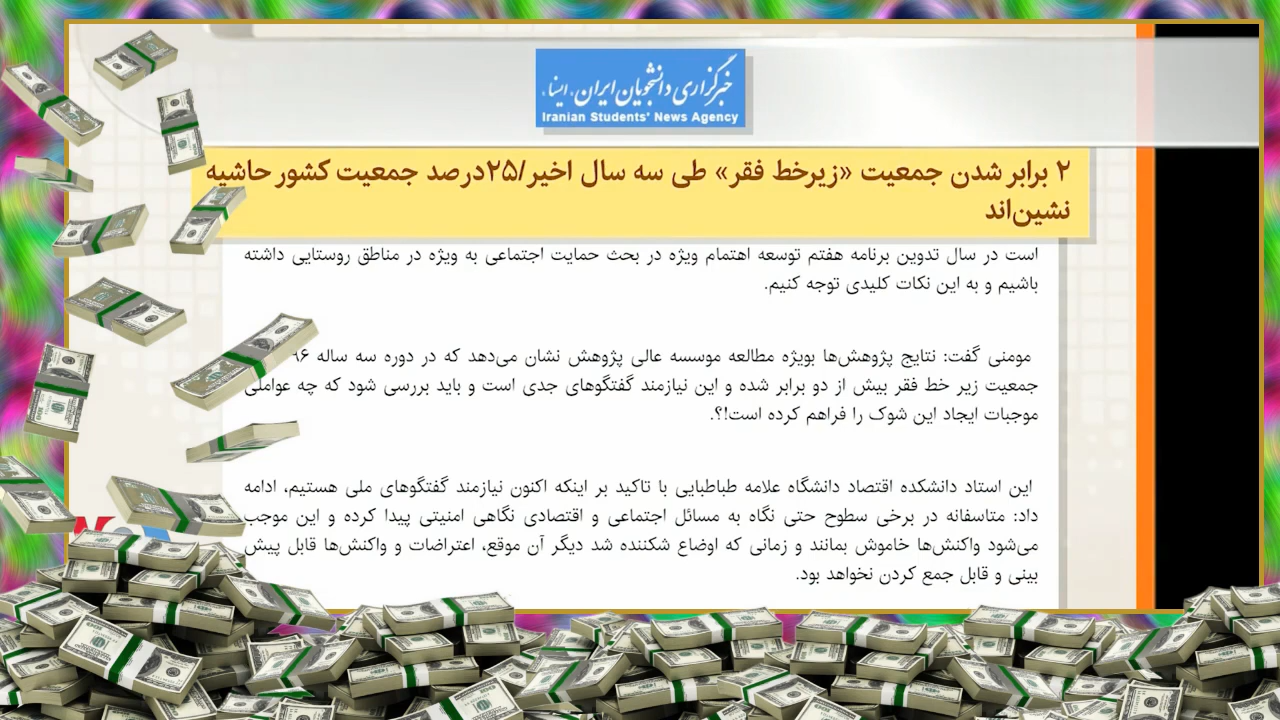 خبرگزاری دانشجویان ایران، ایسنا،
Iranian Students' News Agency
۲ برابر شدن جمعیت «زیرخط فقر» طی سه سال اخیر/۲۵درصد جمعیت کشور حاشیه
نشین‌اند
است در سال تدوین برنامه هفتم توسعه اهتمام ویژه در بحث حمایت اجتماعی به ویژه در مناطق روستایی داشته
باشیم و به این نکات کلیدی توجه کنیم.
مومنی گفت: نتایج پژوهش‌ها بویژه مطالعه موسسه عالی پژوهش نشان می‌دهد که در دوره سه ساله
جمعیت زیر خط فقر بیش از دو برابر شده و این نیازمند گفتگوهای جدی است و باید بررسی شود که چه عواملی
موجبات ایجاد این شوک را فراهم کرده است!؟.
این استاد دانشکده اقتصاد دانشگاه علامه طباطبایی با تاکید بر اینکه اکنون نیازمند گفتگوهای ملی هستیم، ادامه
داد: متاسفانه در برخی سطوح حتی نگاه به مسائل اجتماعی و اقتصادی نگاهی امنیتی پیدا کرده و این موجب
می‌شود واکنش‌ها خاموش بمانند و زمانی که اوضاع شکننده شد دیگر آن موقع، اعتراضات و واکنش‌ها قابل پیش
بینی و قابل جمع کردن نخواهد بود.